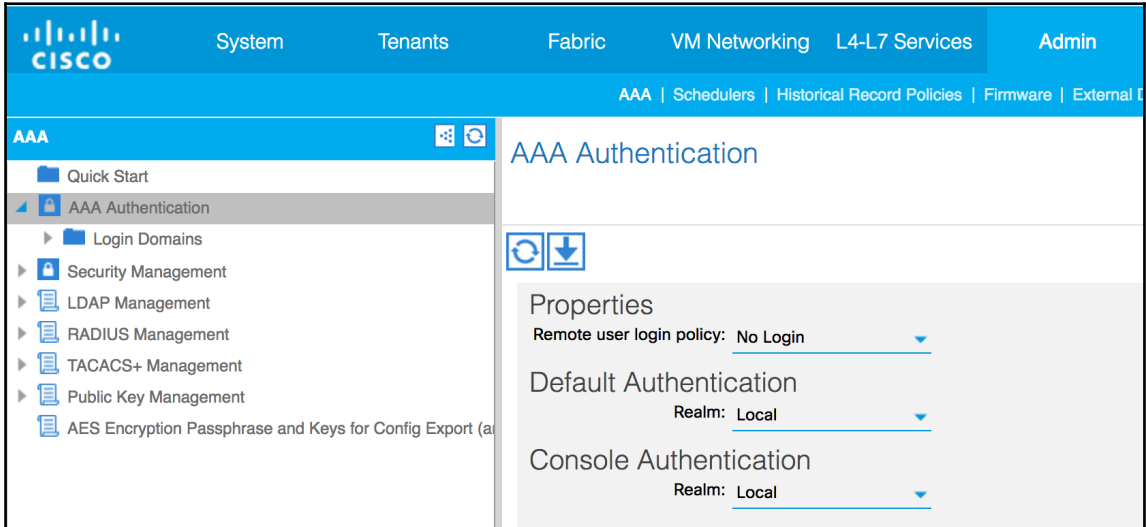 CISCO System Tenants Fabric VM Networking L4-L7 Services Admin
AAA | Schedulers | Historical Record Policies | Firmware | External
AAA
Quick Start
AAA Authentication
Login Domains
Security Management
LDAP Management
RADIUS Management
TACACS+ Management
Public Key Management
AES Encryption Passphrase and Keys for Config Export
AAA Authentication
Properties
Remote user login policy: No Login
Default Authentication
Realm: Local
Console Authentication
Realm: Local